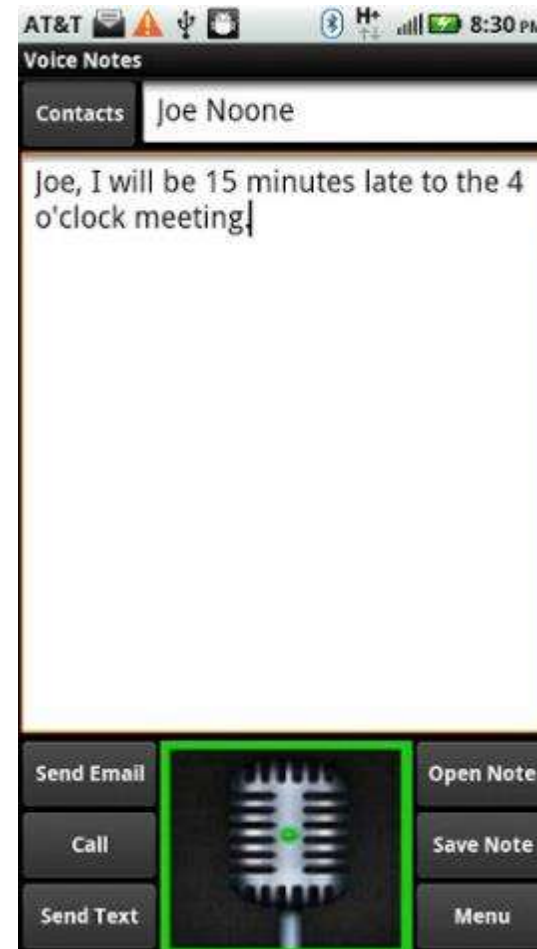 AT&T H+ 8:30 PM
Voice Notes
Contacts Joe Noone
Joe, I will be 15 minutes late to the 4
o'clock meeting.
Send Email Open Note
Call Save Note
Send Text Menu